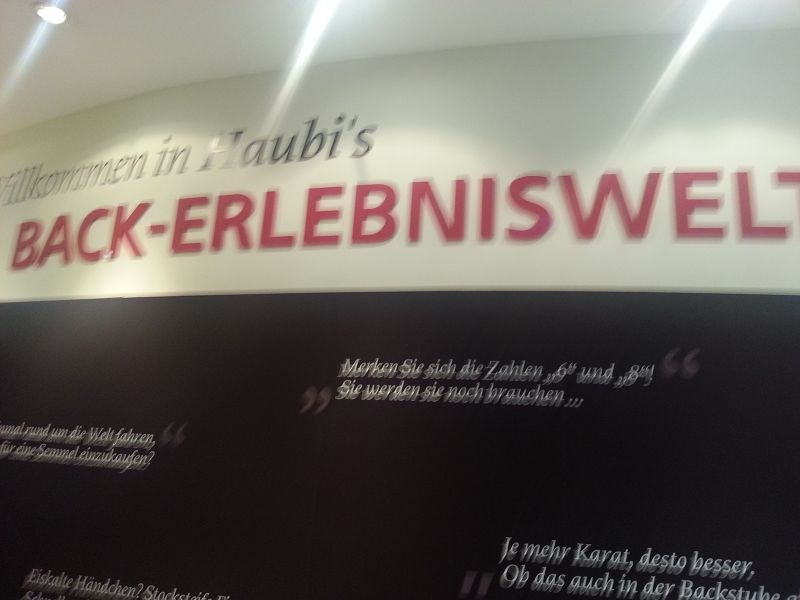 Willkommen in Haubi's
BACK-ERLEBNISWELT
Merken Sie sich die Zahlen „6" und „8"!
Sie werden sie noch brauchen ...
rund um die Welt fahren,
für eine Semmel einzukaufen?
Je mehr Karat, desto besser,
Ob das auch in der Backstube
Eiskalte Händchen? Stocksteife